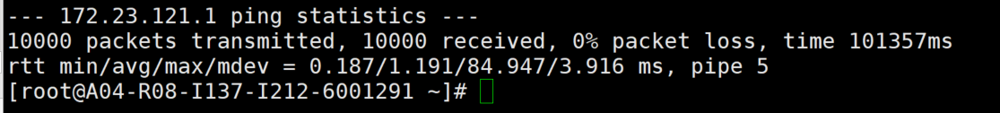 --- 172.23.121.1 ping statistics ---
10000 packets transmitted, 10000 received, 0% packet loss, time 101357ms
rtt min/avg/max/mdev = 0.187/1.191/84.947/3.916 ms, pipe 5
[root@A04-R08-I137-I212-6001291 ~]#